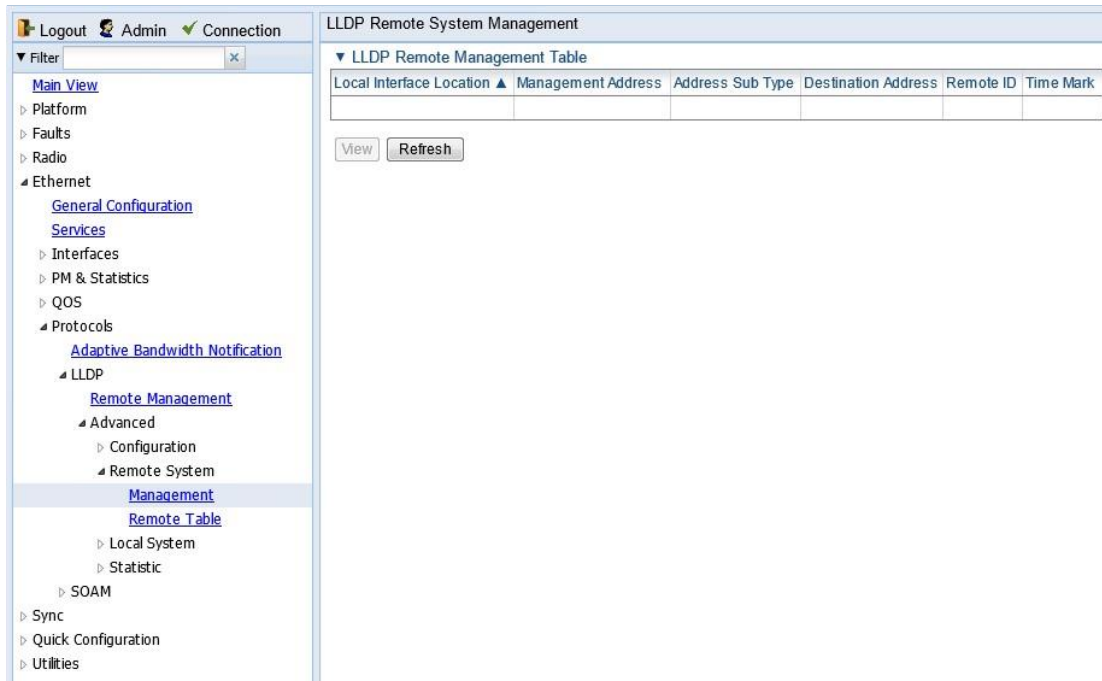 Logout Admin Connection
Filter
Main View
Platform
Faults
Radio
Ethernet
General Configuration
Services
Interfaces
PM & Statistics
QOS
Protocols
Adaptive Bandwidth Notification
LLDP
Remote Management
Advanced
Configuration
Remote System
Management
Remote Table
Local System
Statistic
SOAM
Sync
Quick Configuration
Utilities
LLDP Remote System Management
LLDP Remote Management Table
Local Interface Location ▲ Management Address Address Sub Type Destination Address Remote ID Time Mark
View Refresh